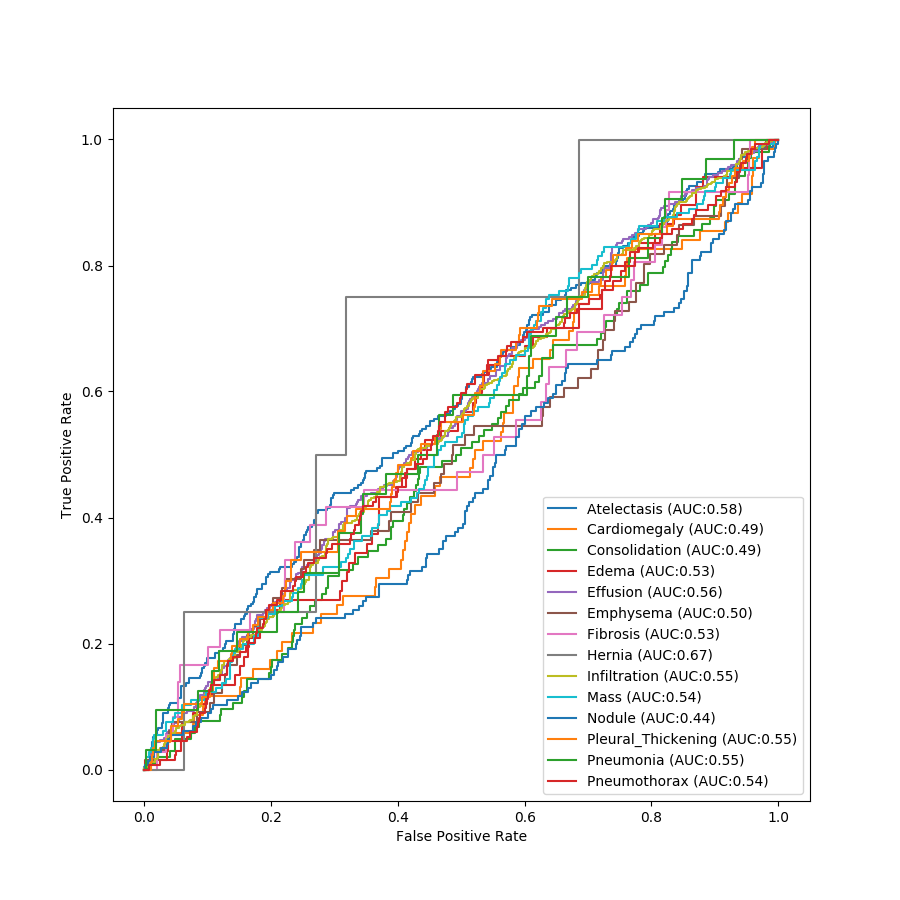 1.0
0.8
0.6
0.4
0.2
0.0
True Positive Rate
Atelectasis (AUC:0.58)
Cardiomegaly (AUC:0.49)
Consolidation (AUC:0.49)
Edema (AUC:0.53)
Effusion (AUC:0.56)
Emphysema (AUC:0.50)
Fibrosis (AUC:0.53)
Hernia (AUC:0.67)
Infiltration (AUC:0.55)
Mass (AUC:0.54)
Nodule (AUC:0.44)
Pleural_Thickening (AUC:0.55)
Pneumonia (AUC:0.55)
Pneumothorax (AUC:0.54)
0.0 0.2 0.4 0.6 0.8 1.0
False Positive Rate